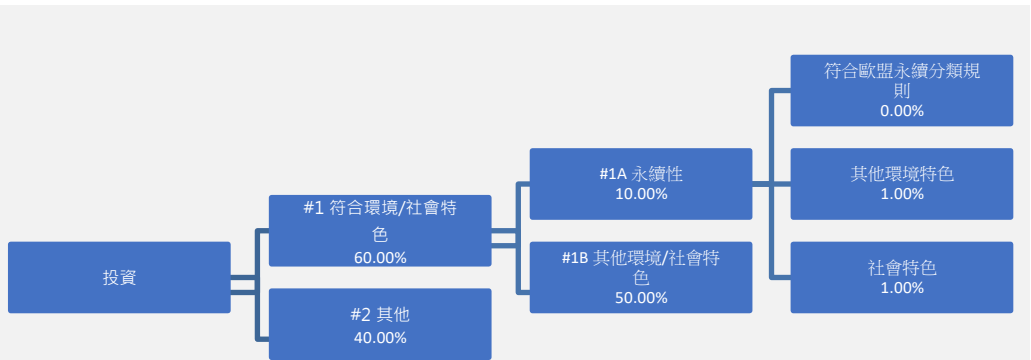 投資
#1 符合環境/社會特
色
60.00%
#2 其他
40.00%
#1A 永續性
10.00%
#1B 其他環境/社會特
色
50.00%
符合歐盟永續分類規
則
0.00%
其他環境特色
1.00%
社會特色
1.00%